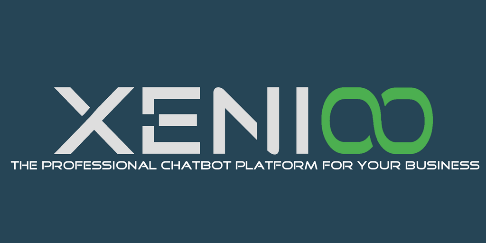 XENIOO
THE PROFESSIONAL CHATBOT PLATFORM FOR YOUR BUSINESS